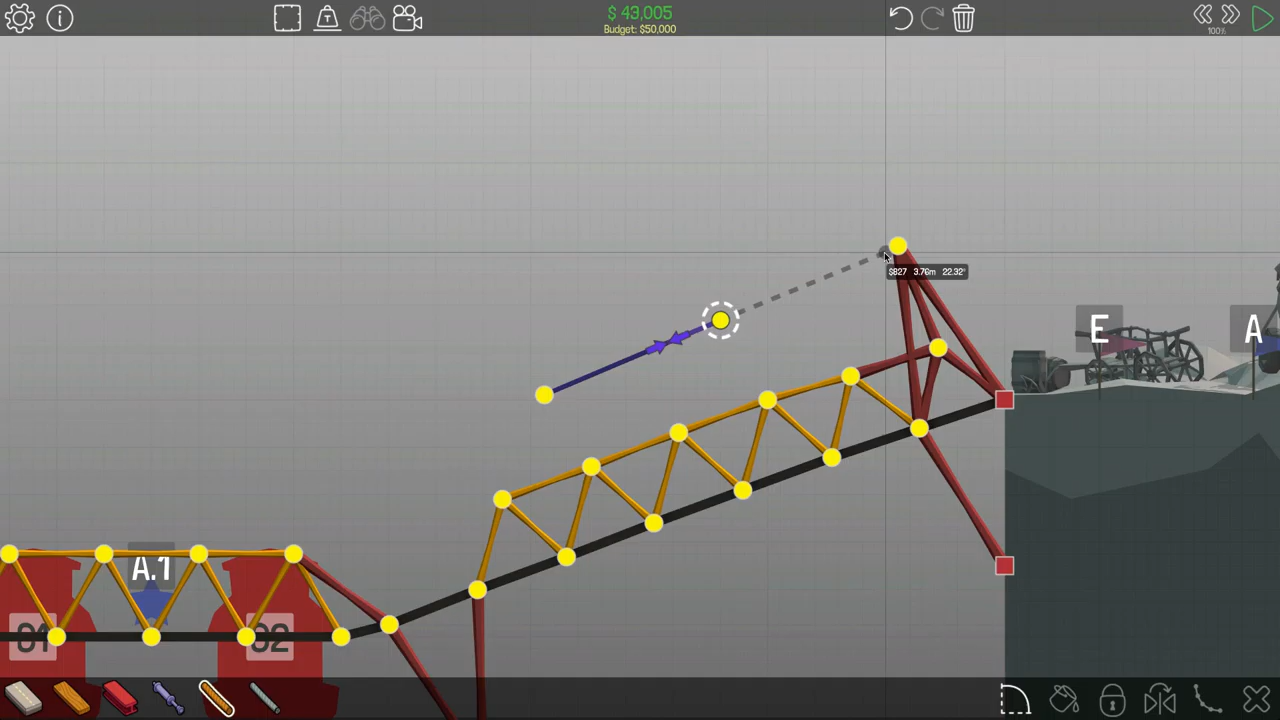 $ 43,005
Budget: $50,000
100%
$827 3.76m 22.32°
E
A
A.1
01
02